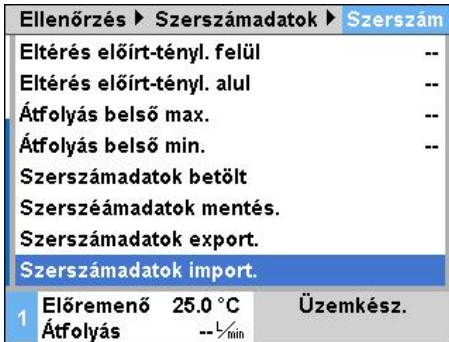 Ellenőrzés ▶ Szerszámadatok ▶ Szerszám
Eltérés előírt-tényl. felül --
Eltérés előírt-tényl. alul --
Átfolyás belső max. --
Átfolyás belső min. --
Szerszámadatok betölt
Szerszéámadatok mentés.
Szerszámadatok export.
Szerszámadatok import.
1 Előremenő 25.0 °C Üzemkész.
Átfolyás -- L/min